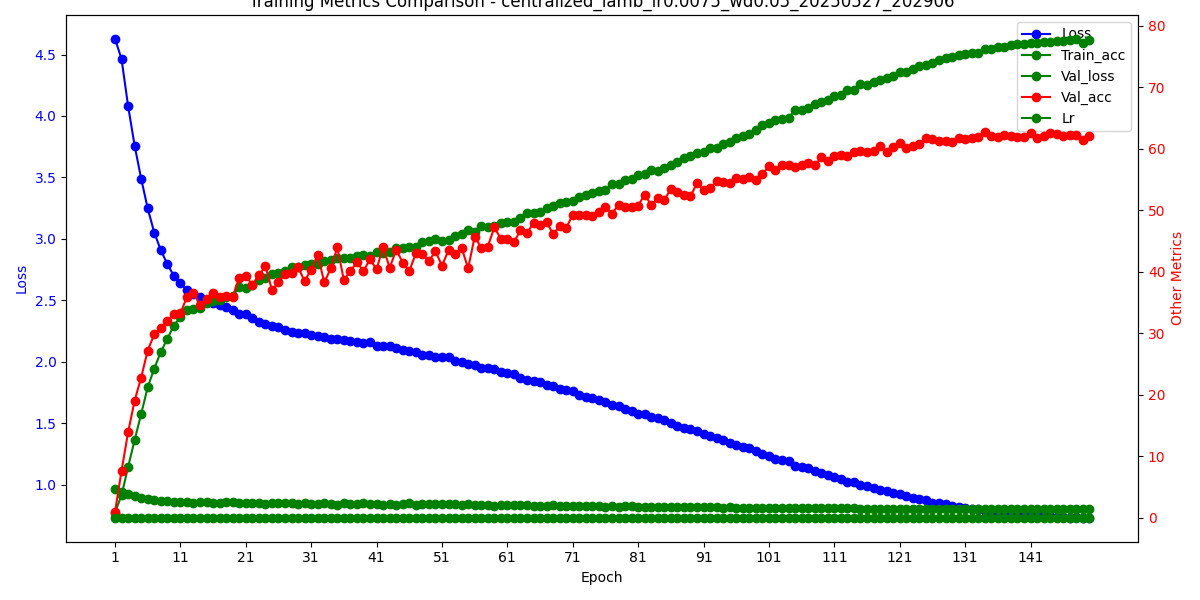 Training Metrics Comparison - centralized_lamb_lr0.0075_wd0.05_20250527_202906
Loss
Train_acc
Val_loss
Val_acc
Lr
4.5
4.0
3.5
3.0
2.5
2.0
1.5
1.0
Loss
80
70
60
50
40
30
20
10
0
Other Metrics
1 11 21 31 41 51 61 71 81 91 101 111 121 131 141
Epoch